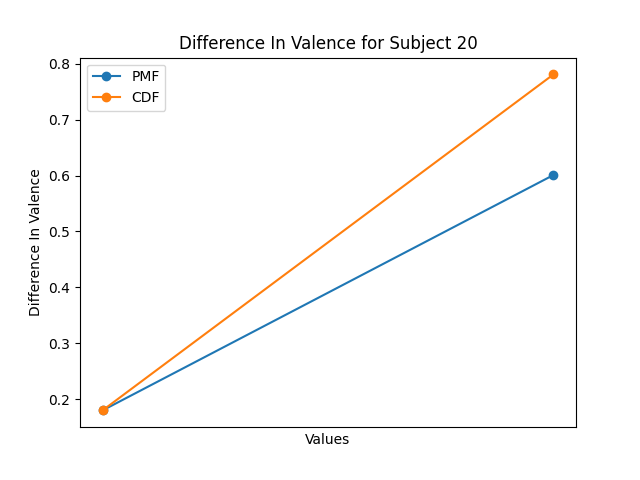 Difference In Valence for Subject 20
PMF
CDF
0.8
0.7
0.6
0.5
0.4
0.3
0.2
Difference In Valence
Values